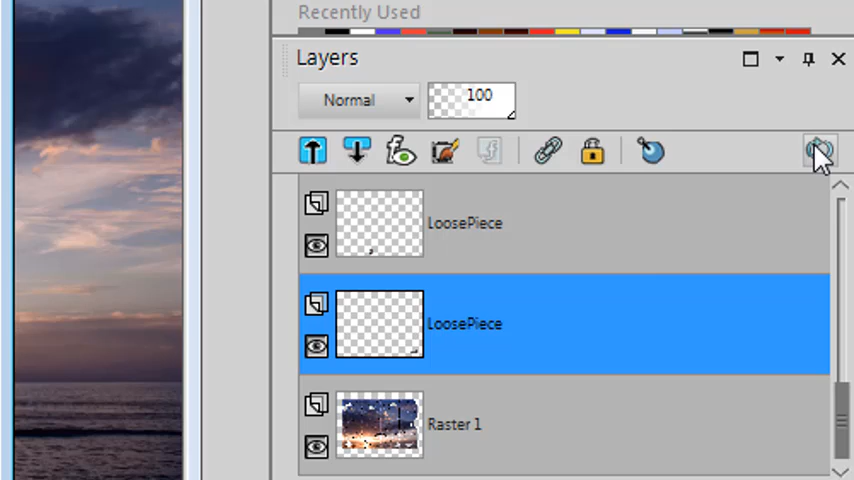 Recently Used
Layers
Normal
100
LoosePiece
LoosePiece
Raster 1